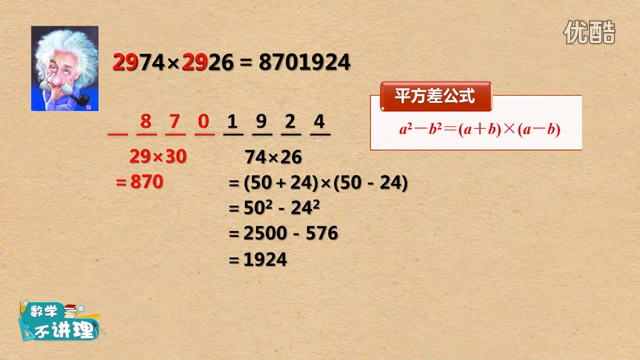 优酷
2974×2926＝8701924
平方差公式
a²－b²＝(a＋b)×(a－b)
8 7 0 1 9 2 4
29×30
＝870
74×26
＝(50＋24)×(50－24)
＝50²－24²
＝2500－576
＝1924
数学
不讲理